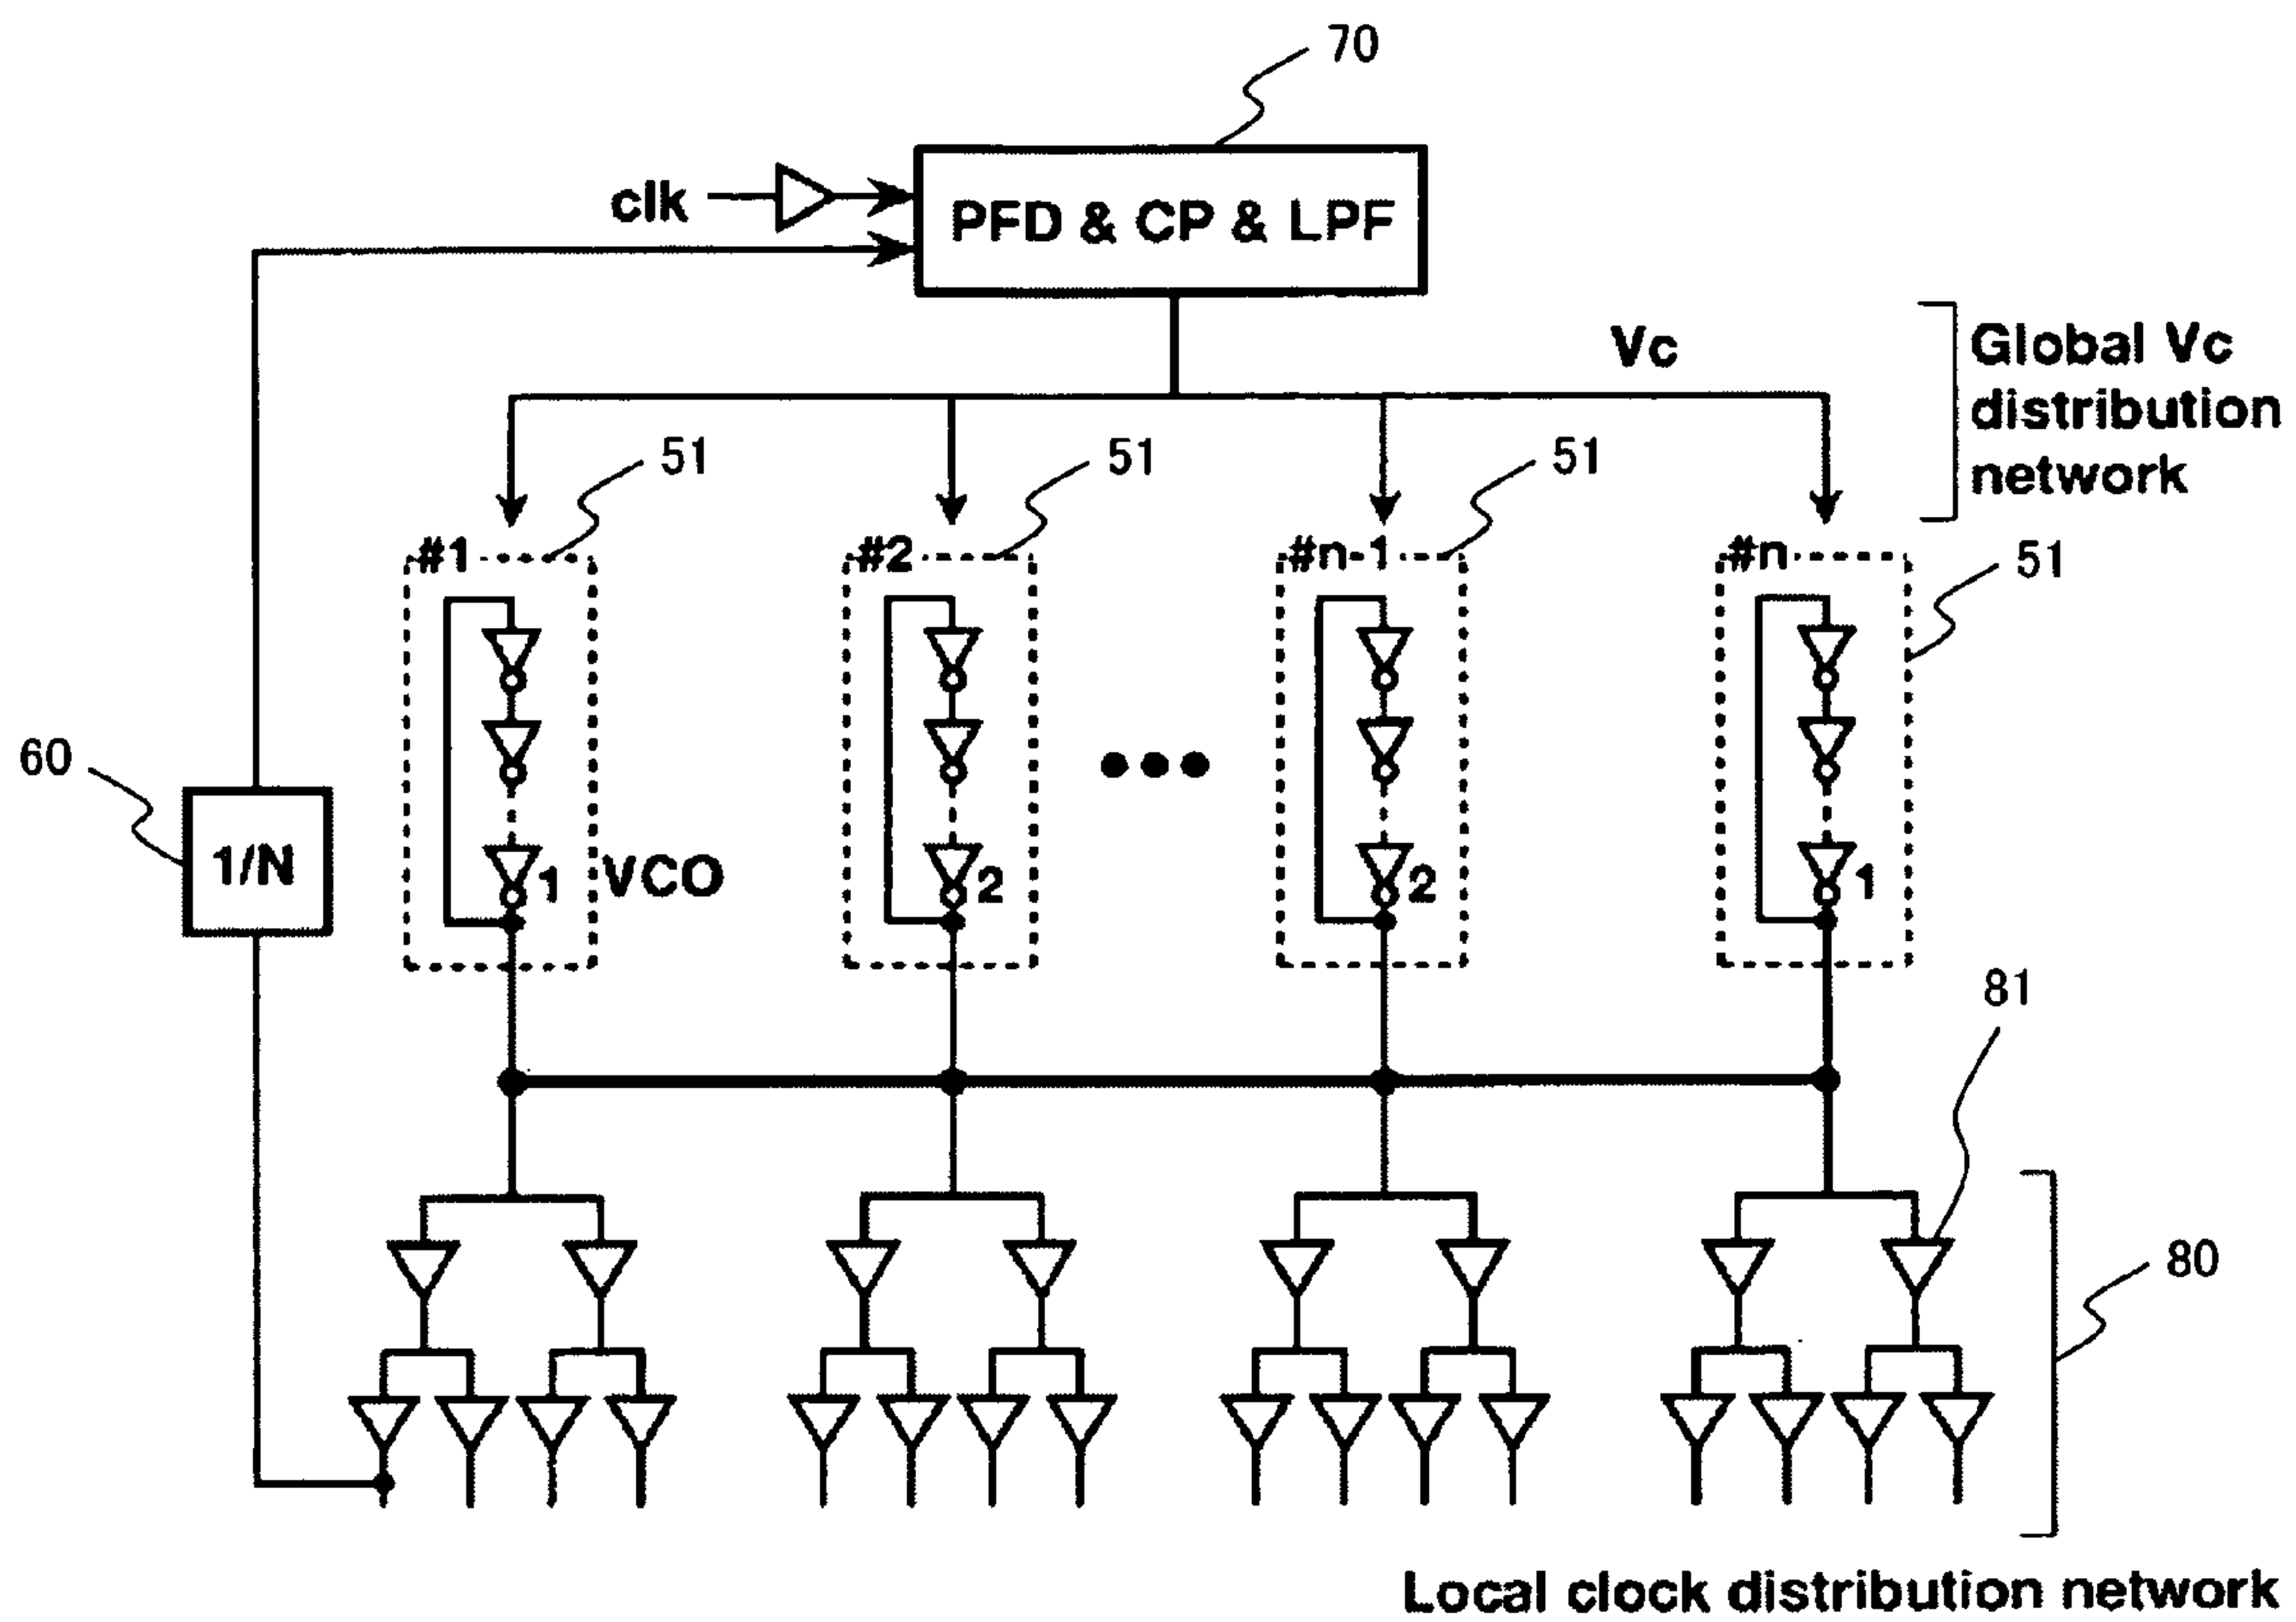 70
clk
PFD & CP & LPF
Vc
Global Vc
distribution
network
51
51
51
51
#1
#2
#n-1
#n
60
1/N
1
VCO
2
2
1
81
80
Local clock distribution network